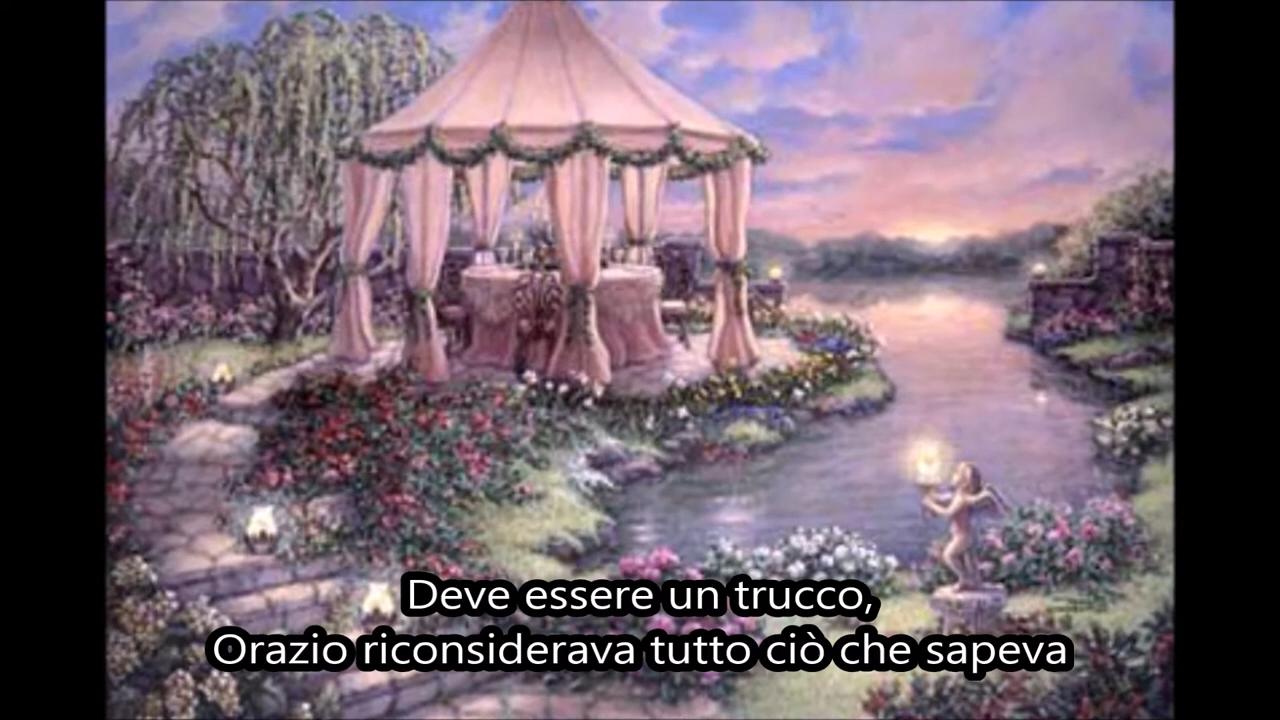 Deve essere un trucco,
Orazio riconsiderava tutto ciò che sapeva